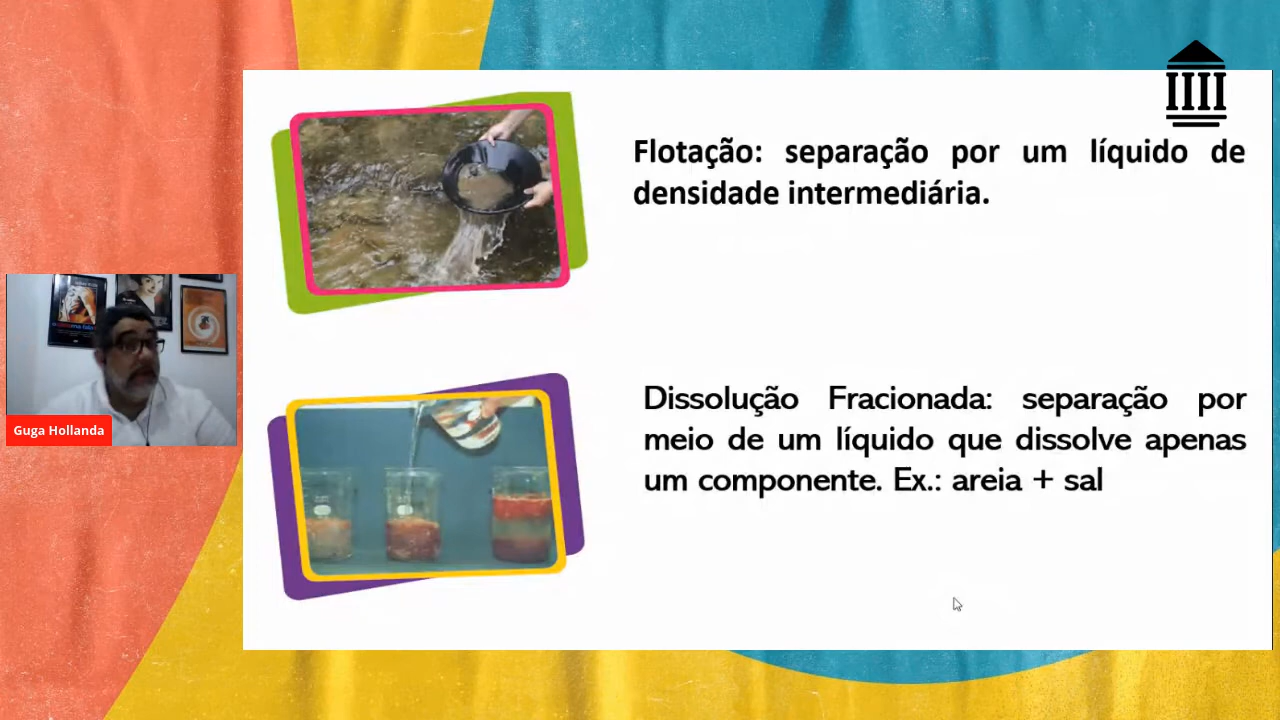 Flotação: separação por um líquido de
densidade intermediária.
Guga Hollanda
Dissolução Fracionada: separação por
meio de um líquido que dissolve apenas
um componente. Ex.: areia + sal